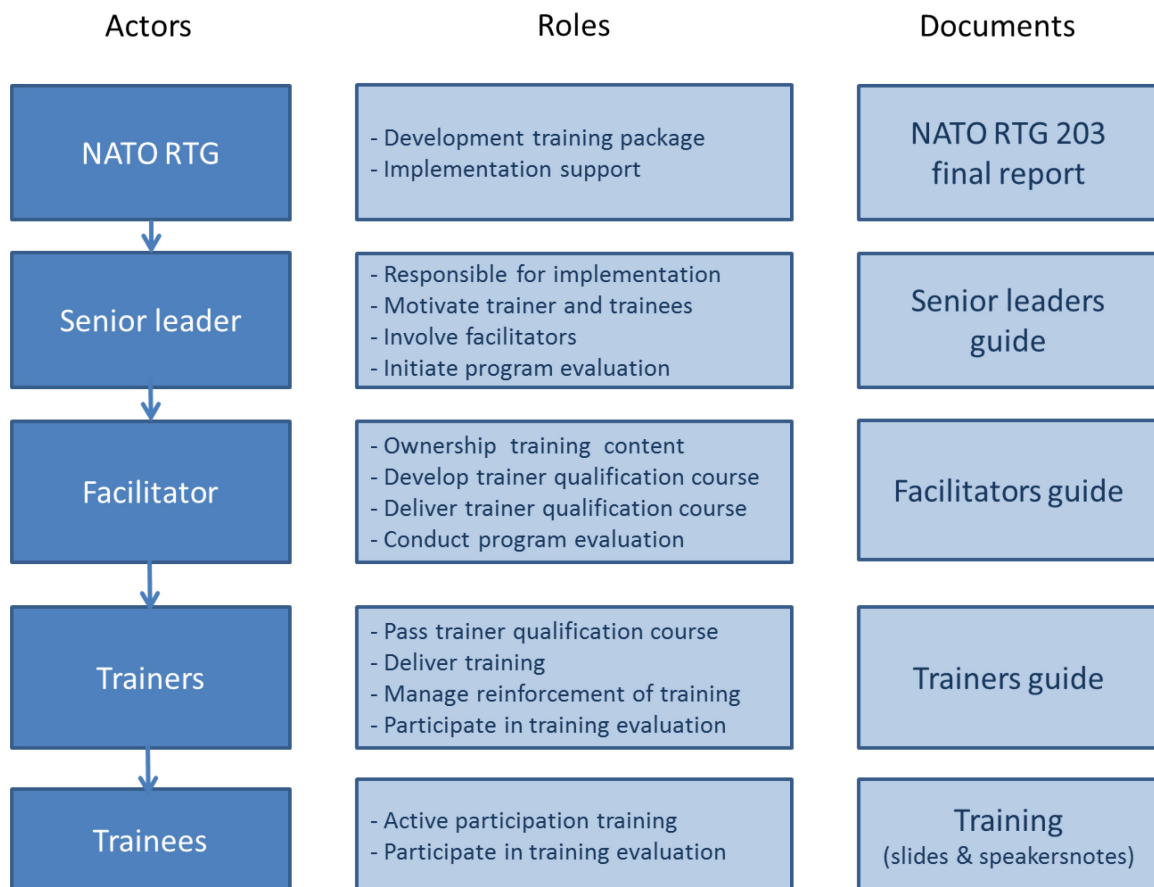 Actors
Roles
Documents
NATO RTG
- Development training package
- Implementation support
NATO RTG 203
final report
Senior leader
- Responsible for implementation
- Motivate trainer and trainees
- Involve facilitators
- Initiate program evaluation
Senior leaders
guide
Facilitator
- Ownership training content
- Develop trainer qualification course
- Deliver trainer qualification course
- Conduct program evaluation
Facilitators guide
Trainers
- Pass trainer qualification course
- Deliver training
- Manage reinforcement of training
- Participate in training evaluation
Trainers guide
Trainees
- Active participation training
- Participate in training evaluation
Training
(slides & speakersnotes)